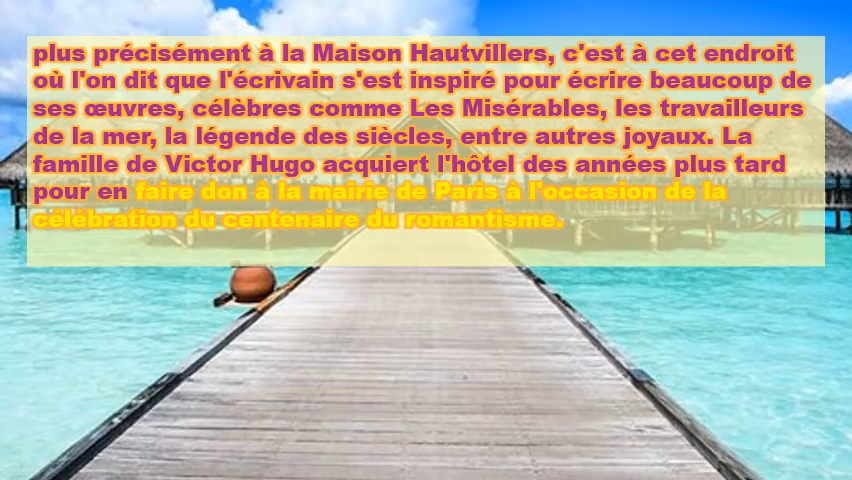 plus précisément à la Maison Hautvillers, c'est à cet endroit
où l'on dit que l'écrivain s'est inspiré pour écrire beaucoup de
ses œuvres, célèbres comme Les Misérables, les travailleurs
de la mer, la légende des siècles, entre autres joyaux. La
famille de Victor Hugo acquiert l'hôtel des années plus tard
pour en faire don à la mairie de Paris à l'occasion de la
célébration du centenaire du romantisme.